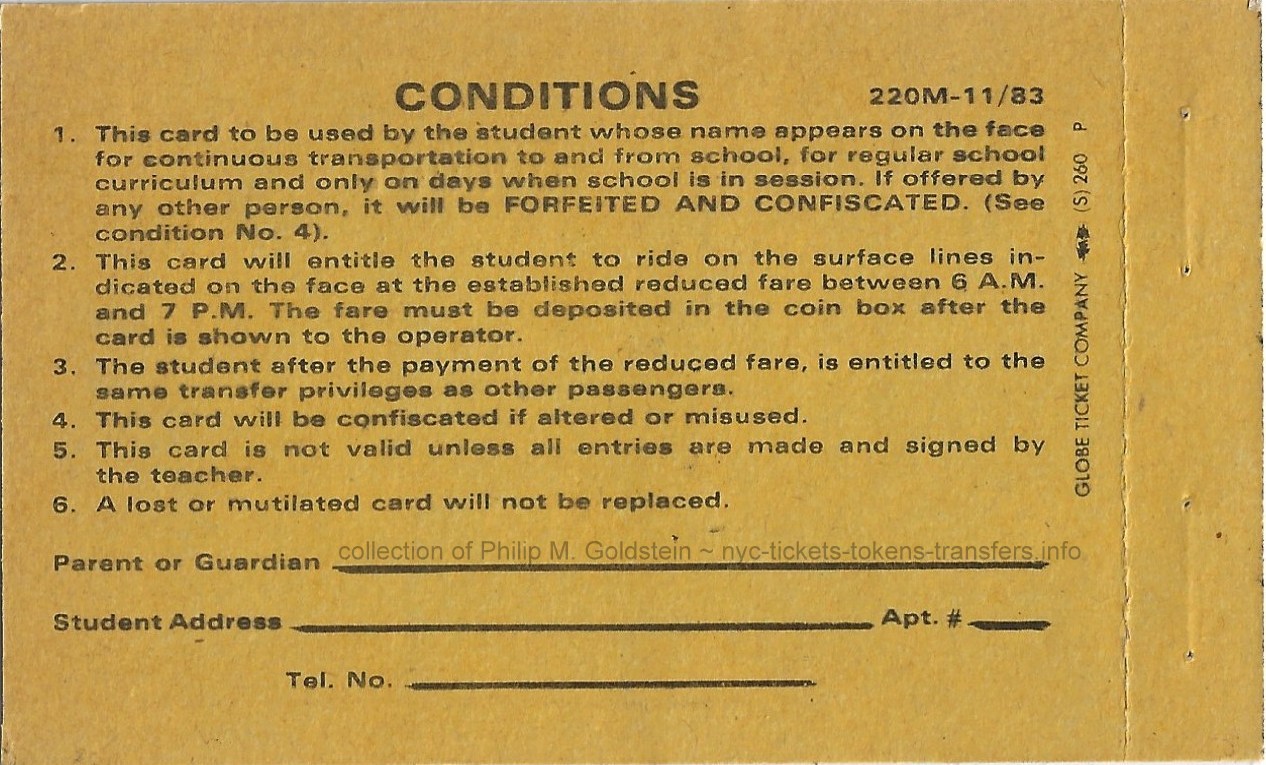 CONDITIONS 220M-11/83
1. This card to be used by the student whose name appears on the face
for continuous transportation to and from school, for regular school
curriculum and only on days when school is in session. If offered by
any other person, it will be FORFEITED AND CONFISCATED. (See
condition No. 4).
2. This card will entitle the student to ride on the surface lines in-
dicated on the face at the established reduced fare between 6 A.M.
and 7 P.M. The fare must be deposited in the coin box after the
card is shown to the operator.
3. The student after the payment of the reduced fare, is entitled to the
same transfer privileges as other passengers.
4. This card will be confiscated if altered or misused.
5. This card is not valid unless all entries are made and signed by
the teacher.
6. A lost or mutilated card will not be replaced.
collection of Philip M. Goldstein ~ nyc-tickets-tokens-transfers.info
Parent or Guardian
Student Address Apt. #
Tel. No.
GLOBE TICKET COMPANY (S) 260 P